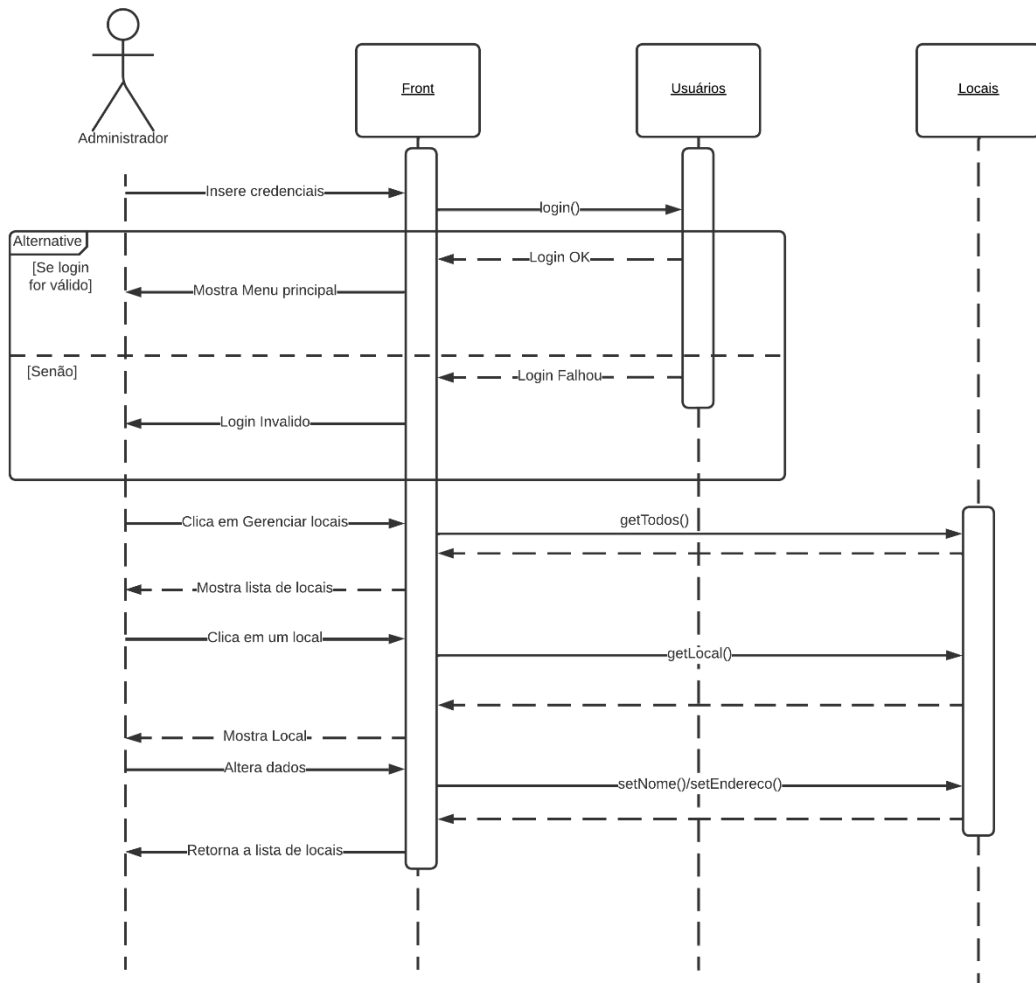 Front
Usuários
Locais
Administrador
Insere credenciais
login()
Alternative
[Se login
for válido]
Login OK
Mostra Menu principal
[Senão]
Login Falhou
Login Invalido
Clica em Gerenciar locais
getTodos()
Mostra lista de locais
Clica em um local
getLocal()
Mostra Local
Altera dados
setNome()/setEndereco()
Retorna a lista de locais